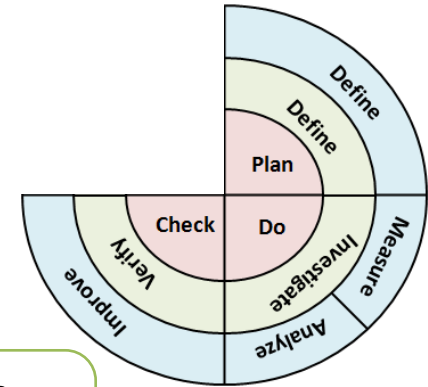 Define
Define
Plan
Measure
Investigate
Do
Analyze
Check
Verify
Improve